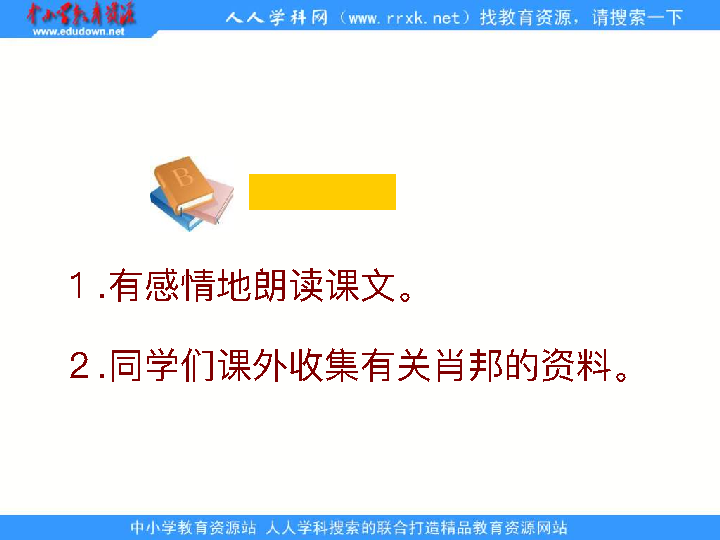 中小学教育资源
www.edudown.net
人人学科网（www.rrxk.net）找教育资源，请搜索一下
B
１.有感情地朗读课文。
２.同学们课外收集有关肖邦的资料。
中小学教育资源站 人人学科搜索的联合打造精品教育资源网站